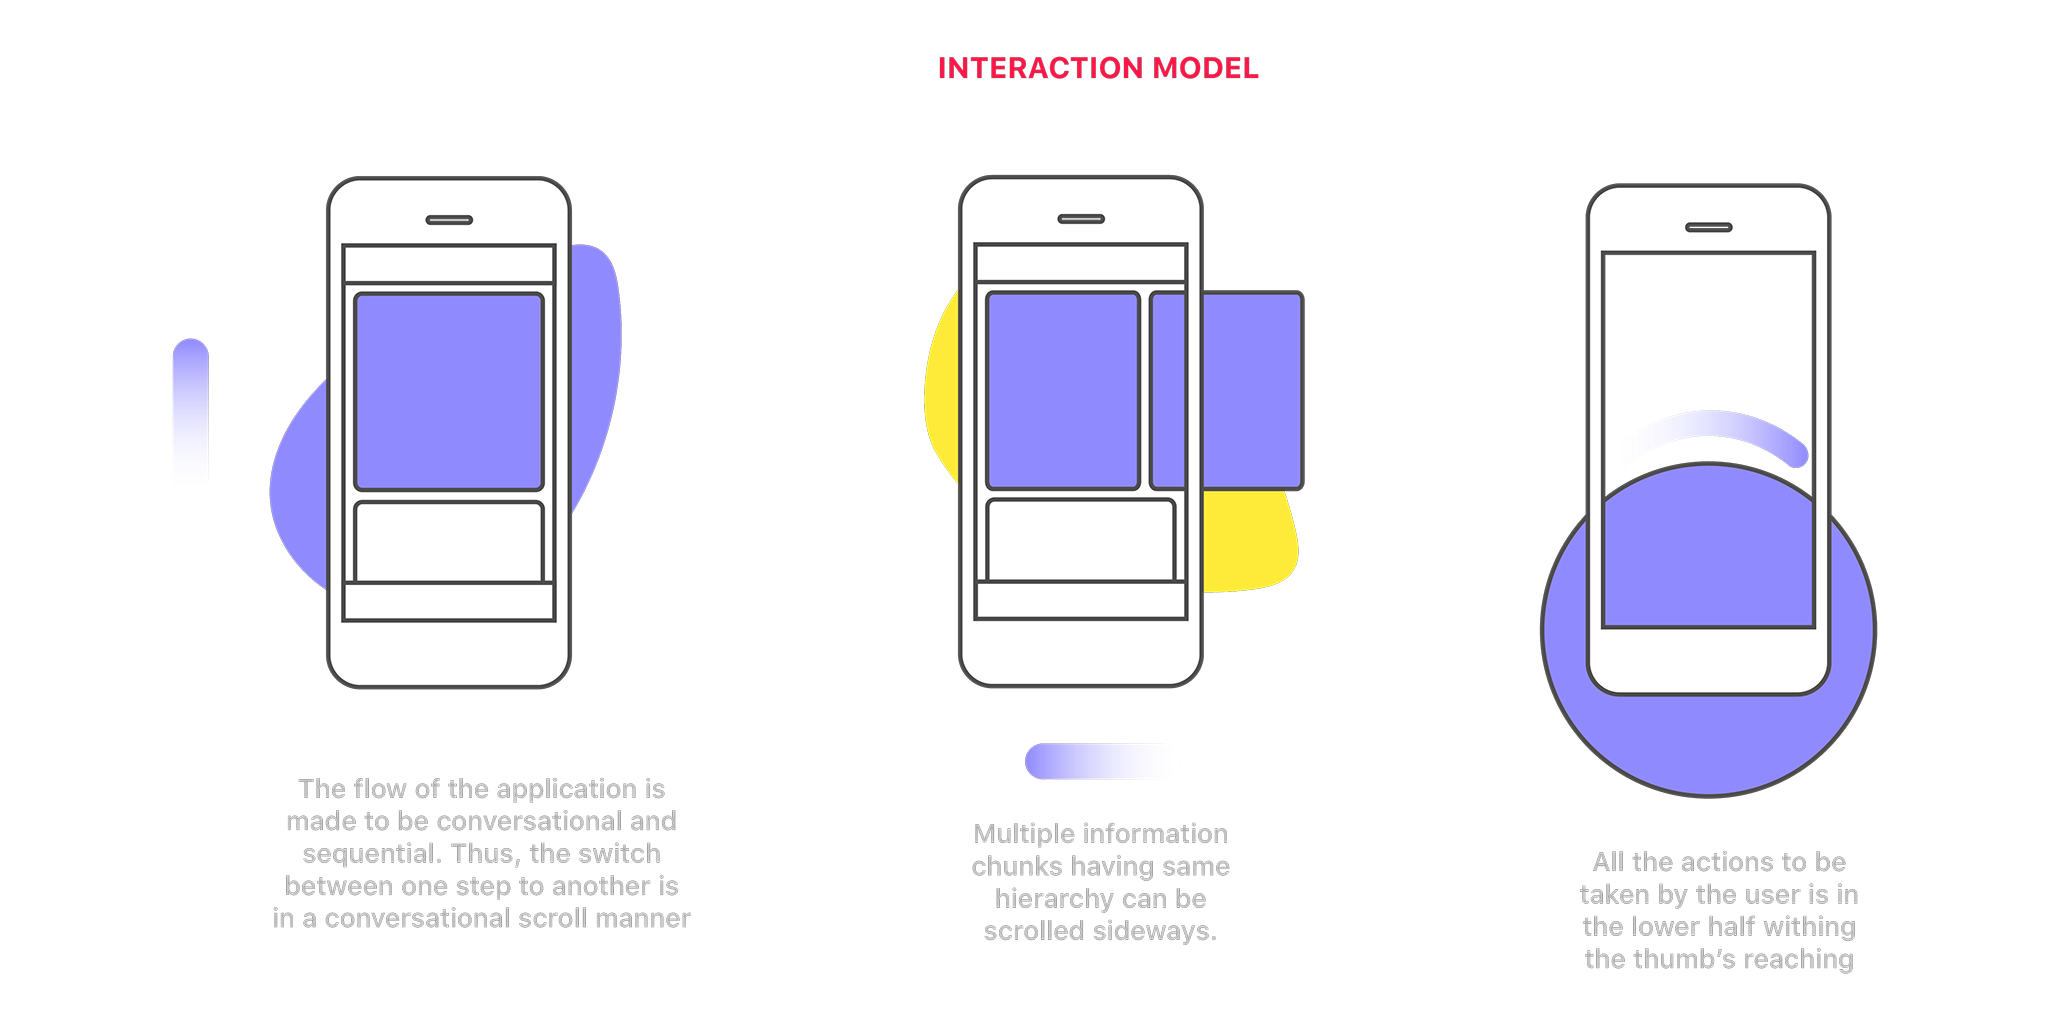 INTERACTION MODEL
The flow of the application is
made to be conversational and
sequential. Thus, the switch
between one step to another is
in a conversational scroll manner
Multiple information
chunks having same
hierarchy can be
scrolled sideways.
All the actions to be
taken by the user is in
the lower half withing
the thumb’s reaching